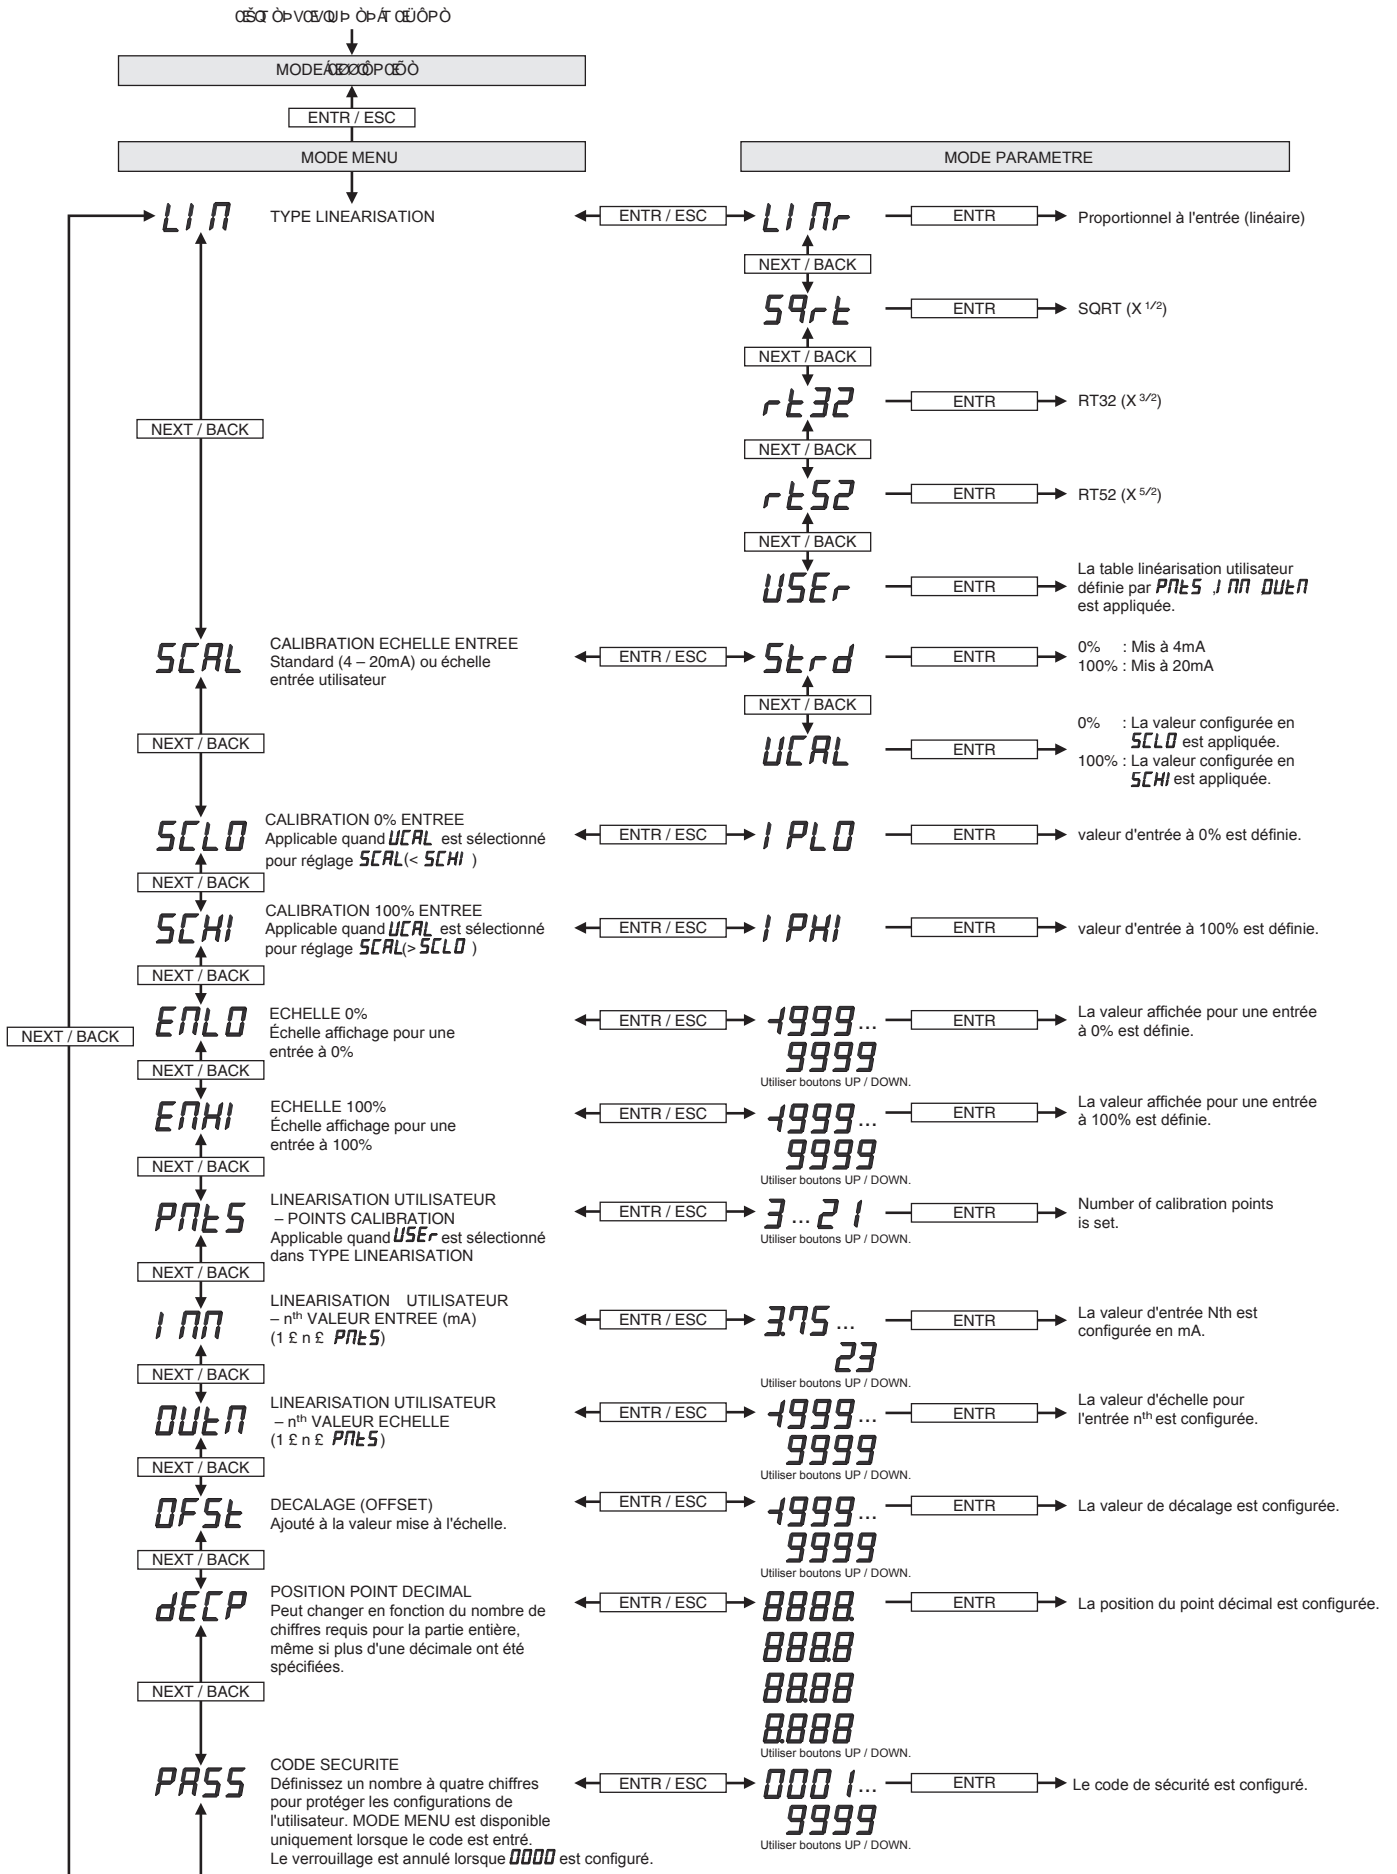 ENTR / ESC
MODE MENU
MODE PARAMETRE
LIN
TYPE LINEARISATION
ENTR / ESC
LINr
ENTR
Proportionnel à l'entrée (linéaire)
NEXT / BACK
Sqrt
ENTR
SQRT (X 1/2)
NEXT / BACK
rt32
ENTR
RT32 (X 3/2)
NEXT / BACK
NEXT / BACK
rt52
ENTR
RT52 (X 5/2)
NEXT / BACK
USEr
ENTR
La table linéarisation utilisateur
définie par PNtS , INN OUtN
est appliquée.
SCAL
CALIBRATION ECHELLE ENTREE
Standard (4 – 20mA) ou échelle
entrée utilisateur
ENTR / ESC
Strd
ENTR
0% : Mis à 4mA
100% : Mis à 20mA
NEXT / BACK
NEXT / BACK
UCAL
ENTR
0% : La valeur configurée en
SCLO est appliquée.
100% : La valeur configurée en
SCHI est appliquée.
SCLO
CALIBRATION 0% ENTREE
Applicable quand UCAL est sélectionné
pour réglage SCAL(< SCHI )
ENTR / ESC
IPLO
ENTR
valeur d'entrée à 0% est définie.
NEXT / BACK
SCHI
CALIBRATION 100% ENTREE
Applicable quand UCAL est sélectionné
pour réglage SCAL(> SCLO )
ENTR / ESC
IPHI
ENTR
valeur d'entrée à 100% est définie.
NEXT / BACK
NEXT / BACK
ENLO
ECHELLE 0%
Échelle affichage pour une
entrée à 0%
ENTR / ESC
-1999...
9999
Utiliser boutons UP / DOWN.
ENTR
La valeur affichée pour une entrée
à 0% est définie.
NEXT / BACK
ENHI
ECHELLE 100%
Échelle affichage pour une
entrée à 100%
ENTR / ESC
-1999...
9999
Utiliser boutons UP / DOWN.
ENTR
La valeur affichée pour une entrée
à 100% est définie.
NEXT / BACK
PNtS
LINEARISATION UTILISATEUR
– POINTS CALIBRATION
Applicable quand USEr est sélectionné
dans TYPE LINEARISATION
ENTR / ESC
3 ... 21
Utiliser boutons UP / DOWN.
ENTR
Number of calibration points
is set.
NEXT / BACK
INN
LINEARISATION UTILISATEUR
– nth VALEUR ENTREE (mA)
(1 £ n £ PNtS)
ENTR / ESC
3.75 ...
23
Utiliser boutons UP / DOWN.
ENTR
La valeur d'entrée Nth est
configurée en mA.
NEXT / BACK
OUtN
LINEARISATION UTILISATEUR
– nth VALEUR ECHELLE
(1 £ n £ PNtS)
ENTR / ESC
-1999...
9999
Utiliser boutons UP / DOWN.
ENTR
La valeur d'échelle pour
l'entrée nth est configurée.
NEXT / BACK
OFSt
DECALAGE (OFFSET)
Ajouté à la valeur mise à l'échelle.
ENTR / ESC
-1999...
9999
Utiliser boutons UP / DOWN.
ENTR
La valeur de décalage est configurée.
NEXT / BACK
dECP
POSITION POINT DECIMAL
Peut changer en fonction du nombre de
chiffres requis pour la partie entière,
même si plus d'une décimale ont été
spécifiées.
ENTR / ESC
8888.
888.8
88.88
8.888
Utiliser boutons UP / DOWN.
ENTR
La position du point décimal est configurée.
NEXT / BACK
PASS
CODE SECURITE
Définissez un nombre à quatre chiffres
pour protéger les configurations de
l'utilisateur. MODE MENU est disponible
uniquement lorsque le code est entré.
Le verrouillage est annulé lorsque 0000 est configuré.
ENTR / ESC
0001...
9999
Utiliser boutons UP / DOWN.
ENTR
Le code de sécurité est configuré.